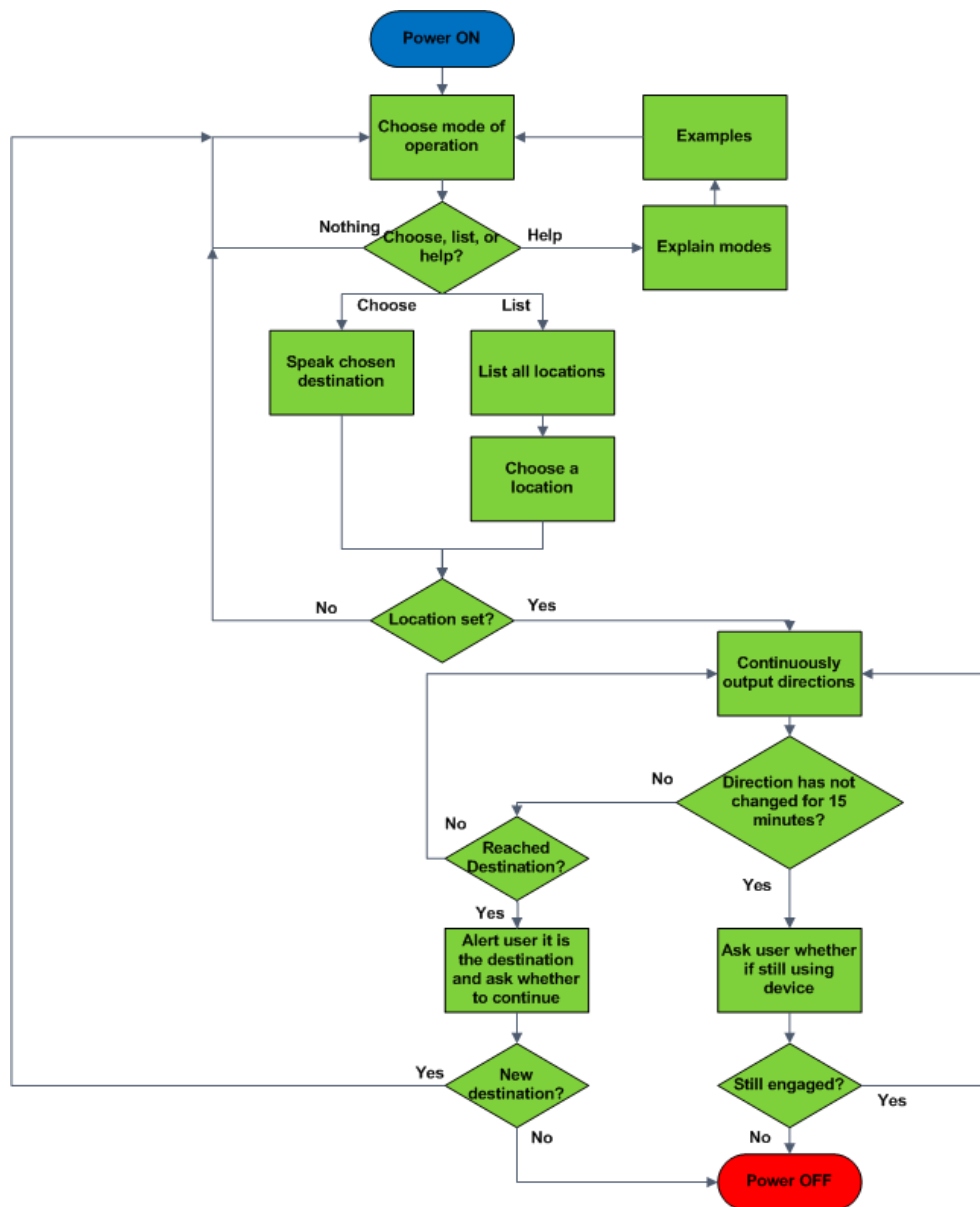 Power ON
Choose mode of
operation
Examples
Nothing
Choose, list, or
help?
Help
Explain modes
Choose
List
Speak chosen
destination
List all locations
Choose a
location
No
Location set?
Yes
Continuously
output directions
No
Direction has not
changed for 15
minutes?
No
Reached
Destination?
Yes
Yes
Alert user it is
the destination
and ask whether
to continue
Ask user whether
if still using
device
Yes
New
destination?
Still engaged?
Yes
No
No
Power OFF